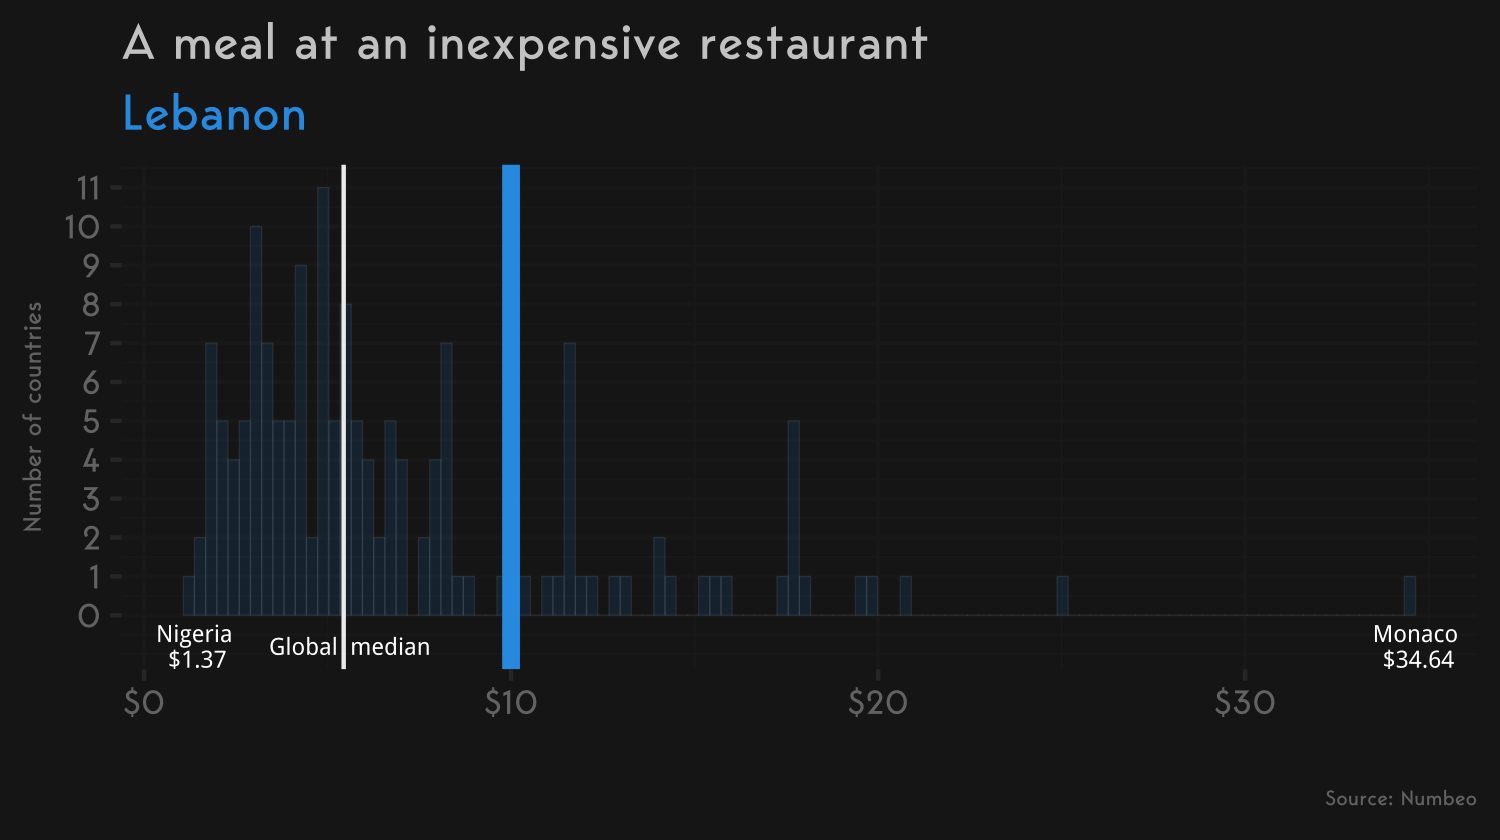 A meal at an inexpensive restaurant
Lebanon
Number of countries
11
10
9
8
7
6
5
4
3
2
1
0
Nigeria
$1.37
Global median
Monaco
$34.64
$0
$10
$20
$30
Source: Numbeo